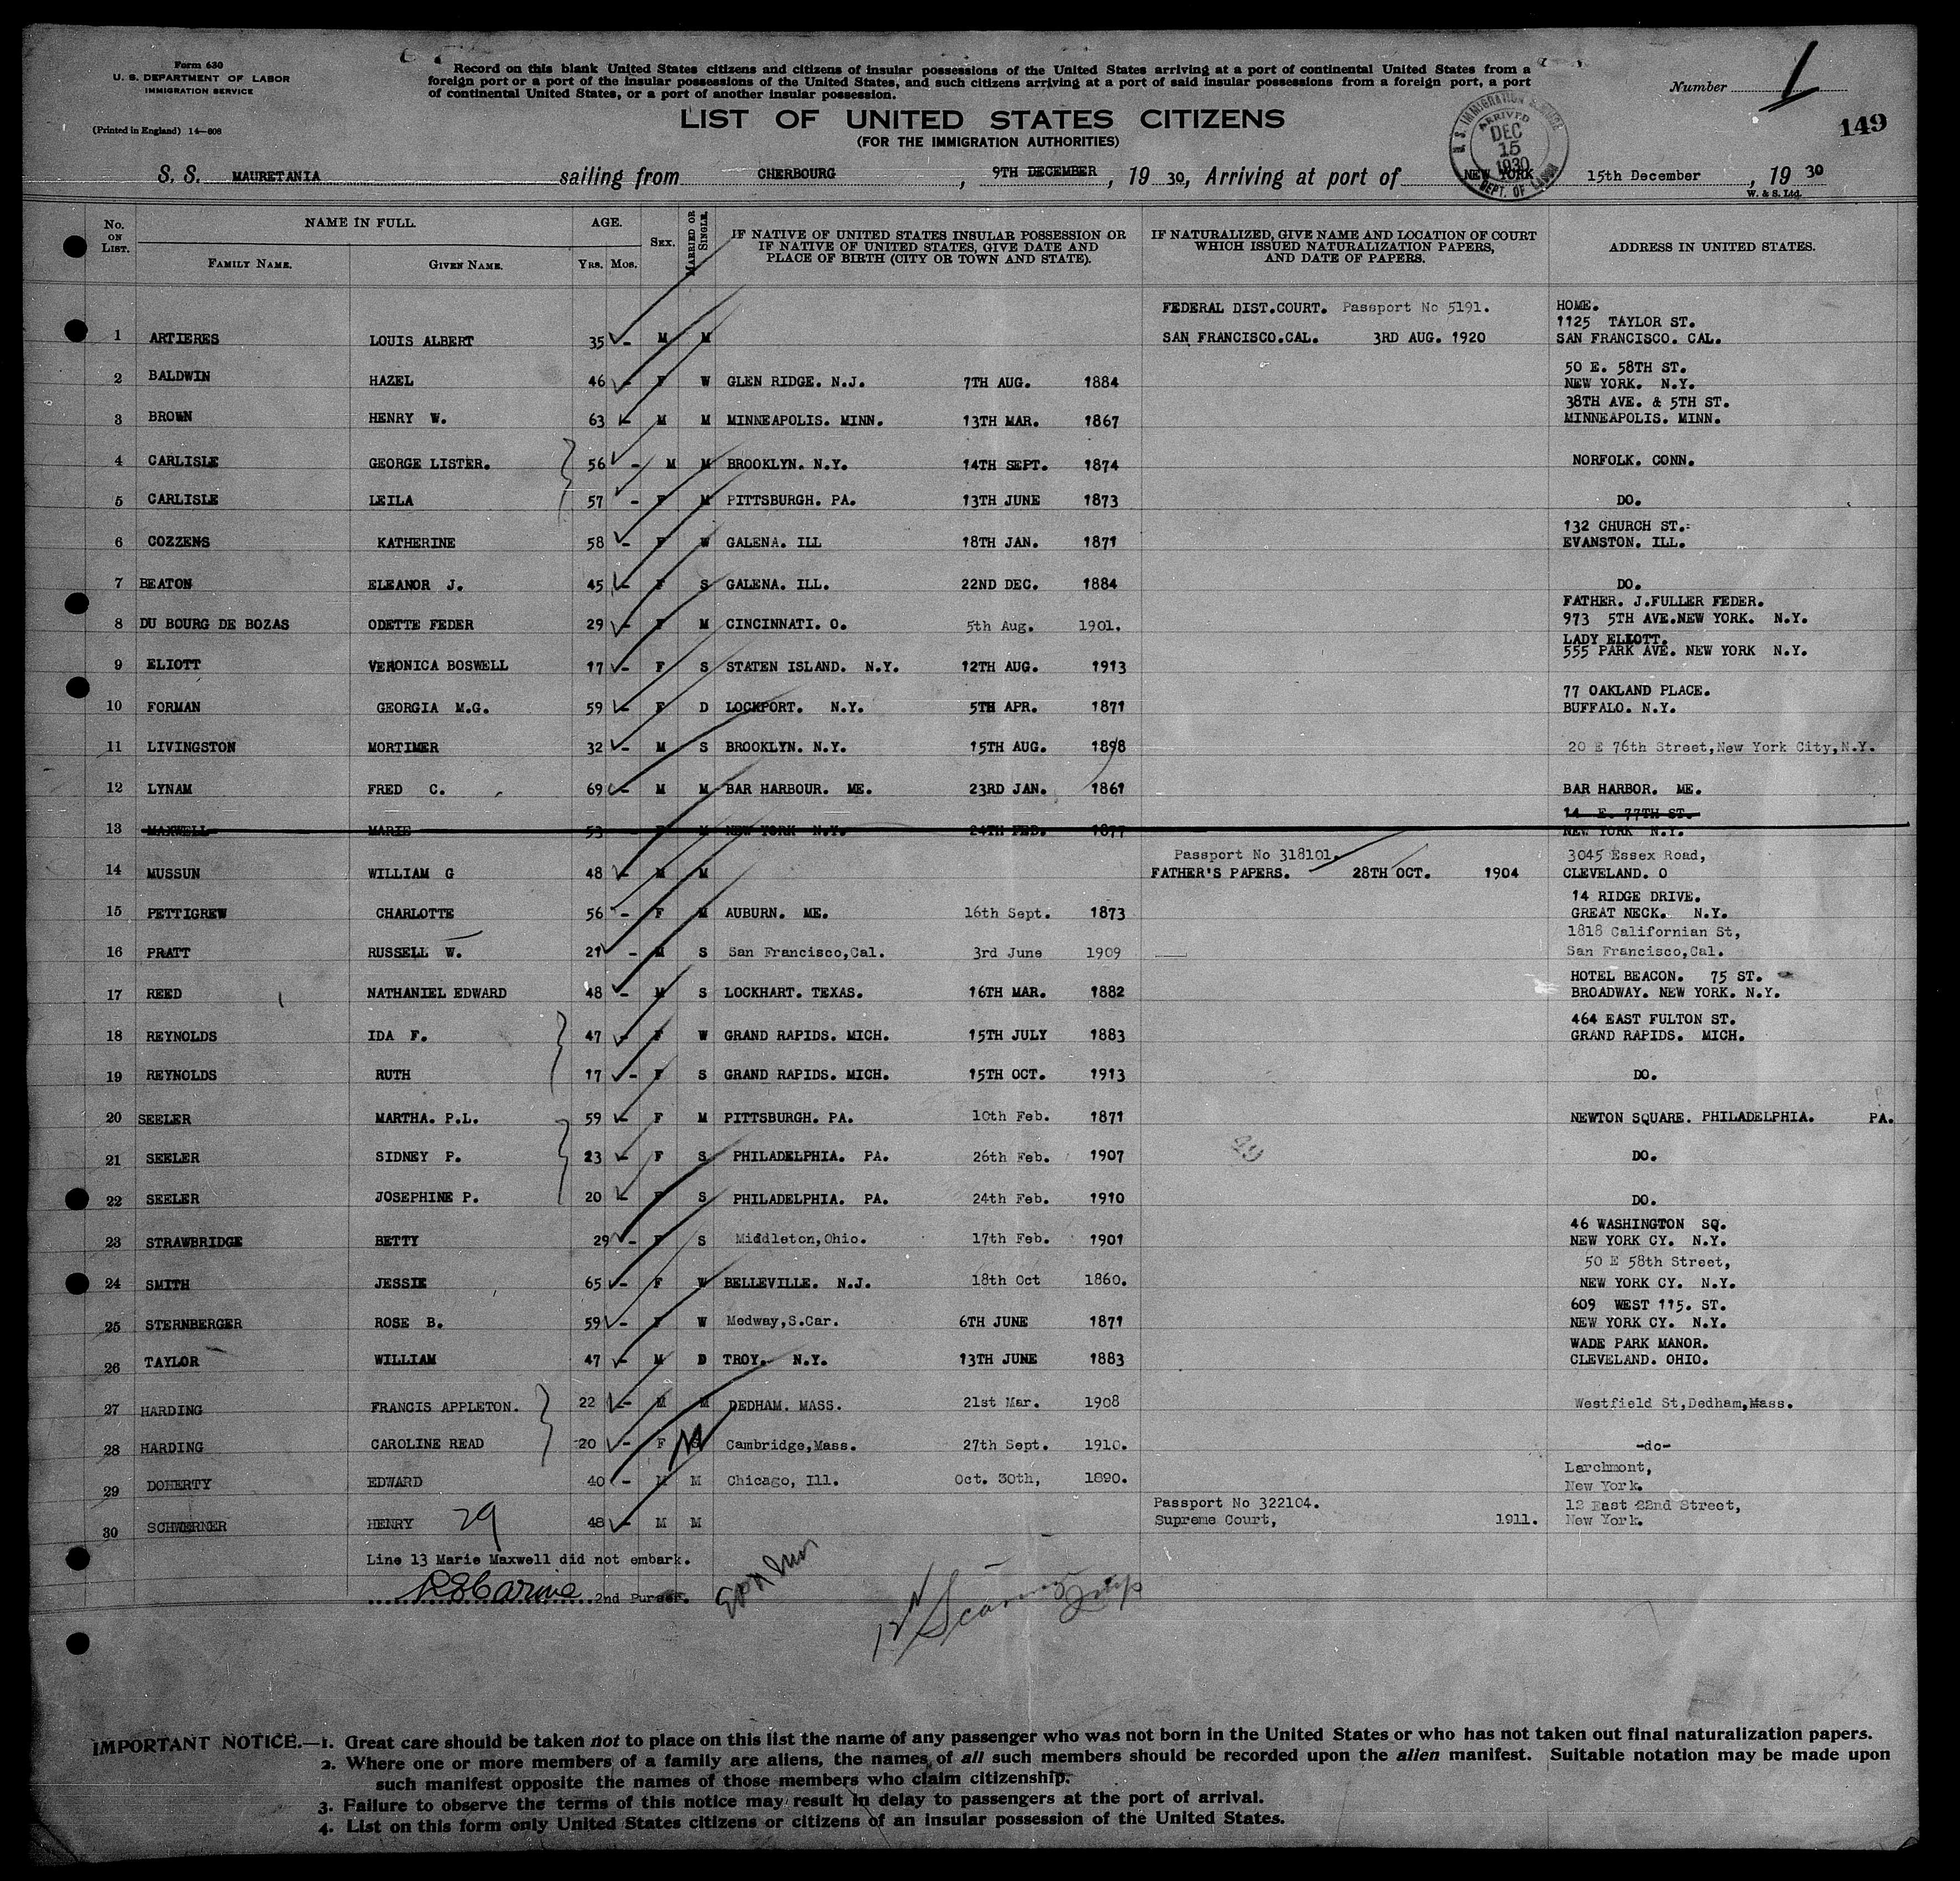 Form 630
U. S. DEPARTMENT OF LABOR
IMMIGRATION SERVICE
(Printed in England) 14—608
Record on this blank United States citizens and citizens of insular possessions of the United States arriving at a port of continental United States from a
foreign port or a port of the insular possessions of the United States, and such citizens arriving at a port of said insular possessions from a foreign port, a port
of continental United States, or a port of another insular possession.
Number 1
149
LIST OF UNITED STATES CITIZENS
(FOR THE IMMIGRATION AUTHORITIES)
U. S. IMMIGRATION SERVICE ARRIVED DEC 15 1930 DEPT. OF LABOR
S. S. MAURETANIA sailing from CHERBOURG, 9TH DECEMBER, 19 30, Arriving at port of NEW YORK 15th December, 19 30
W. & S. Ltd.
No. ON LIST. NAME IN FULL. FAMILY NAME. GIVEN NAME. AGE. YRS. MOS. SEX. MARRIED OR SINGLE. IF NATIVE OF UNITED STATES INSULAR POSSESSION OR IF NATIVE OF UNITED STATES, GIVE DATE AND PLACE OF BIRTH (CITY OR TOWN AND STATE). IF NATURALIZED, GIVE NAME AND LOCATION OF COURT WHICH ISSUED NATURALIZATION PAPERS, AND DATE OF PAPERS. ADDRESS IN UNITED STATES.
FEDERAL DIST.COURT. Passport No 5191. HOME.
1125 TAYLOR ST.
1 ARTIERES LOUIS ALBERT 35 - M M SAN FRANCISCO.CAL. 3RD AUG. 1920 SAN FRANCISCO. CAL.
50 E. 58TH ST.
2 BALDWIN HAZEL 46 - F W GLEN RIDGE. N.J. 7TH AUG. 1884 NEW YORK. N.Y.
38TH AVE. & 5TH ST.
3 BROWN HENRY W. 63 - M M MINNEAPOLIS. MINN. 13TH MAR. 1867 MINNEAPOLIS. MINN.
4 CARLISLE GEORGE LISTER. 56 - M M BROOKLYN. N.Y. 14TH SEPT. 1874 NORFOLK. CONN.
5 CARLISLE LEILA 57 - F M PITTSBURGH. PA. 13TH JUNE 1873 DO.
132 CHURCH ST.
6 COZZENS KATHERINE 58 - F W GALENA. ILL 18TH JAN. 1871 EVANSTON. ILL.
7 BEATON ELEANOR J. 45 - F S GALENA. ILL. 22ND DEC. 1884 DO.
FATHER. J.FULLER FEDER.
8 DU BOURG DE BOZAS ODETTE FEDER 29 - F M CINCINNATI. O. 5th Aug. 1901. 973 5TH AVE.NEW YORK. N.Y.
LADY ELIOTT.
9 ELIOTT VERONICA BOSWELL 17 - F S STATEN ISLAND. N.Y. 12TH AUG. 1913 555 PARK AVE. NEW YORK N.Y.
77 OAKLAND PLACE.
10 FORMAN GEORGIA M.G. 59 - F D LOCKPORT. N.Y. 5TH APR. 1871 BUFFALO. N.Y.
11 LIVINGSTON MORTIMER 32 - M S BROOKLYN. N.Y. 15TH AUG. 1898 20 E 76th Street,New York City,N.Y.
12 LYNAM FRED C. 69 - M M BAR HARBOUR. ME. 23RD JAN. 1861 BAR HARBOR. ME.
14 E. 77TH ST.
13 MAXWELL MARIE 53 - F M NEW YORK N.Y. 24TH FEB. 1877 NEW YORK N.Y.
Passport No 318101. 3045 Essex Road,
14 MUSSUN WILLIAM G 48 - M M FATHER'S PAPERS. 28TH OCT. 1904 CLEVELAND. O
14 RIDGE DRIVE.
15 PETTIGREW CHARLOTTE 56 - F M AUBURN. ME. 16th Sept. 1873 GREAT NECK. N.Y.
1818 Californian St,
16 PRATT RUSSELL W. 21 - M S San Francisco,Cal. 3rd June 1909 San Francisco,Cal.
HOTEL BEACON. 75 ST.
17 REED NATHANIEL EDWARD 48 - M S LOCKHART. TEXAS. 16TH MAR. 1882 BROADWAY. NEW YORK. N.Y.
464 EAST FULTON ST.
18 REYNOLDS IDA F. 47 - F W GRAND RAPIDS. MICH. 15TH JULY 1883 GRAND RAPIDS. MICH.
19 REYNOLDS RUTH 17 - F S GRAND RAPIDS. MICH. 15TH OCT. 1913 DO.
20 SEELER MARTHA. P.L. 59 - F M PITTSBURGH. PA. 10th Feb. 1871 NEWTON SQUARE. PHILADELPHIA. PA.
21 SEELER SIDNEY P. 23 - F S PHILADELPHIA. PA. 26th Feb. 1907 DO.
22 SEELER JOSEPHINE P. 20 - F S PHILADELPHIA. PA. 24th Feb. 1910 DO.
46 WASHINGTON SQ.
23 STRAWBRIDGE BETTY 29 - F S Middleton,Ohio. 17th Feb. 1901 NEW YORK CY. N.Y.
50 E 58th Street,
24 SMITH JESSIE 65 - F W BELLEVILLE. N.J. 18th Oct 1860. NEW YORK CY. N.Y.
609 WEST 115. ST.
25 STERNBERGER ROSE B. 59 - F W Medway,S.Car. 6TH JUNE 1871 NEW YORK CY. N.Y.
WADE PARK MANOR.
26 TAYLOR WILLIAM 47 - M D TROY. N.Y. 13TH JUNE 1883 CLEVELAND. OHIO.
27 HARDING FRANCIS APPLETON. 22 - M M DEDHAM. MASS. 21st Mar. 1908 Westfield St,Dedham,Mass.
28 HARDING CAROLINE READ 20 - F M Cambridge,Mass. 27th Sept. 1910. -do-
Larchmont,
29 DOHERTY EDWARD 40 - M M Chicago, Ill. Oct. 30th, 1890. New York.
Passport No 322104. 12 East 22nd Street,
30 SCHWERNER HENRY 48 - M M Supreme Court, 1911. New York.
29
Line 13 Marie Maxwell did not embark.
2nd Purser.
IMPORTANT NOTICE.—1. Great care should be taken not to place on this list the name of any passenger who was not born in the United States or who has not taken out final naturalization papers.
2. Where one or more members of a family are aliens, the names of all such members should be recorded upon the alien manifest. Suitable notation may be made upon
such manifest opposite the names of those members who claim citizenship.
3. Failure to observe the terms of this notice may result in delay to passengers at the port of arrival.
4. List on this form only United States citizens or citizens of an insular possession of the United States.